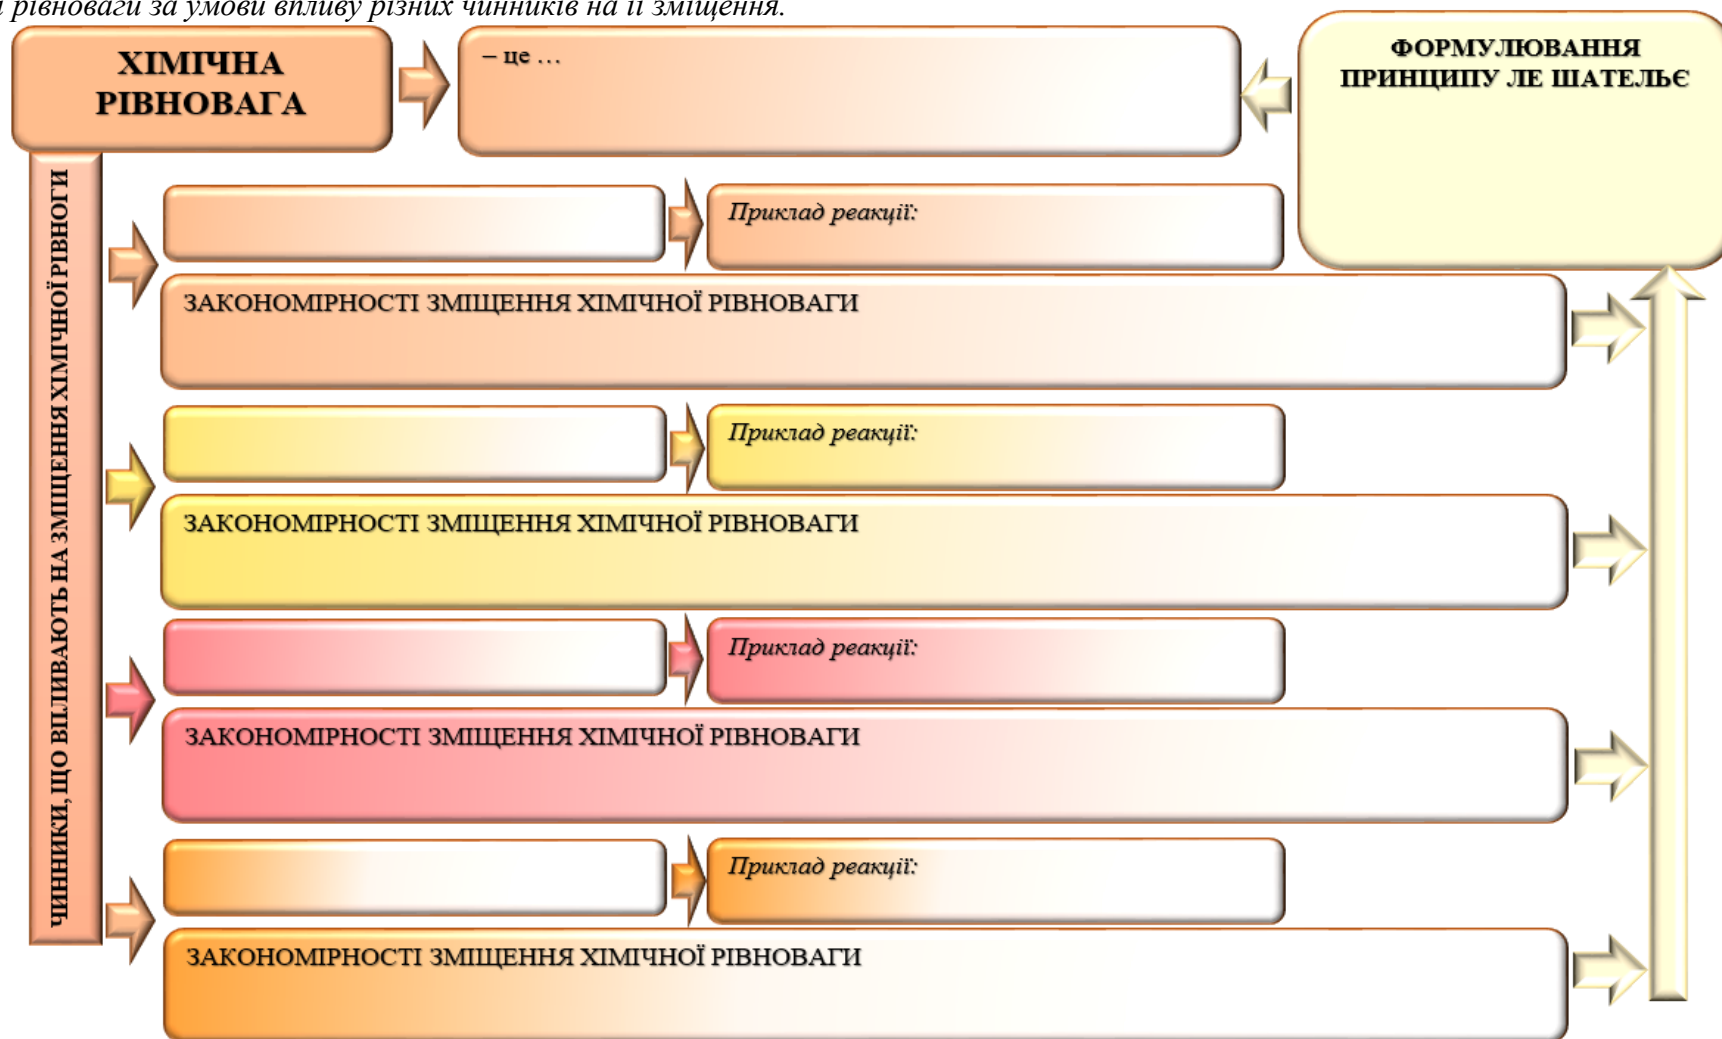 рівноваги за умови впливу різних чинників на її зміщення.
ХІМІЧНА
РІВНОВАГА
– це …
ФОРМУЛЮВАННЯ
ПРИНЦИПУ ЛЕ ШАТЕЛЬЄ
ЧИННИКИ, ЩО ВПЛИВАЮТЬ НА ЗМІЩЕННЯ ХІМІЧНОЇ РІВНОГИ
Приклад реакції:
ЗАКОНОМІРНОСТІ ЗМІЩЕННЯ ХІМІЧНОЇ РІВНОВАГИ
Приклад реакції:
ЗАКОНОМІРНОСТІ ЗМІЩЕННЯ ХІМІЧНОЇ РІВНОВАГИ
Приклад реакції:
ЗАКОНОМІРНОСТІ ЗМІЩЕННЯ ХІМІЧНОЇ РІВНОВАГИ
Приклад реакції:
ЗАКОНОМІРНОСТІ ЗМІЩЕННЯ ХІМІЧНОЇ РІВНОВАГИ